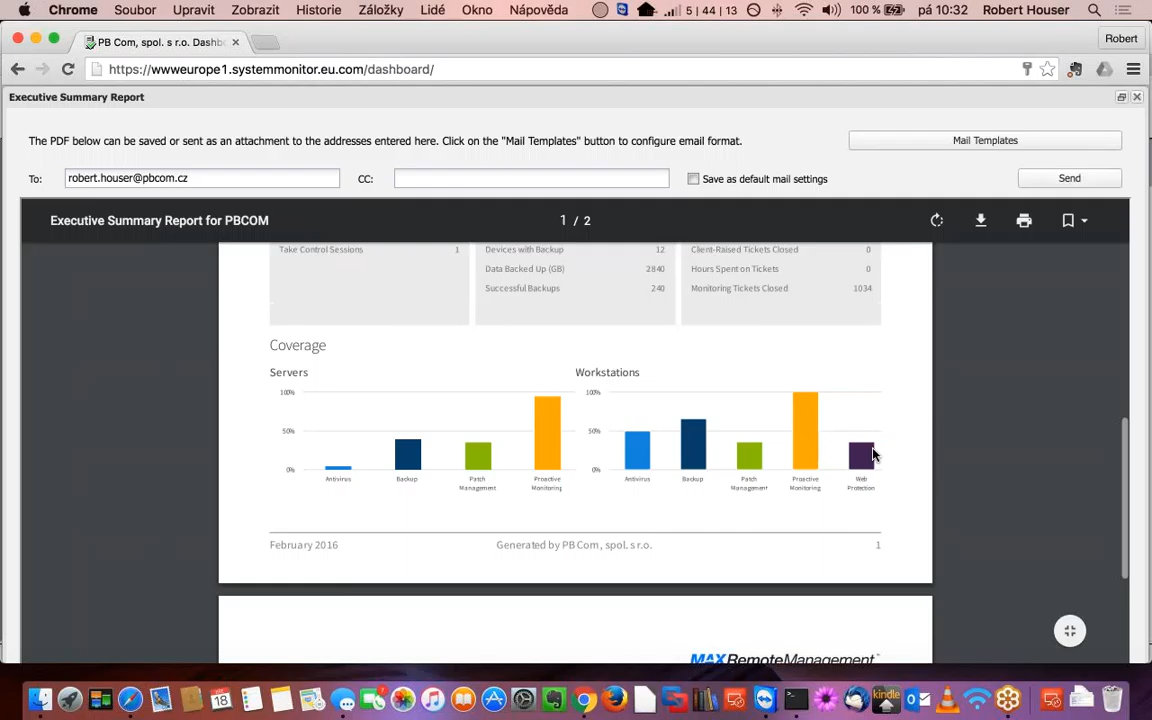 Chrome Soubor Upravit Zobrazit Historie Záložky Lidé Okno Nápověda 5 | 44 | 13 100 % pá 10:32 Robert Houser
PB Com, spol. s r.o. Dashb Robert
https://wwweurope1.systemmonitor.eu.com/dashboard/
Executive Summary Report
The PDF below can be saved or sent as an attachment to the addresses entered here. Click on the "Mail Templates" button to configure email format. Mail Templates
To: robert.houser@pbcom.cz CC: Save as default mail settings Send
Executive Summary Report for PBCOM 1 / 2
Take Control Sessions 1 Devices with Backup 12 Client-Raised Tickets Closed 0
Data Backed Up (GB) 2840 Hours Spent on Tickets 0
Successful Backups 240 Monitoring Tickets Closed 1034
Coverage
Servers Workstations
100% 100%
50% 50%
0% 0%
Antivirus Backup Patch Management Proactive Monitoring Antivirus Backup Patch Management Proactive Monitoring Web Protection
February 2016 Generated by PB Com, spol. s r.o. 1
MAXRemoteManagement
18 7 kindle